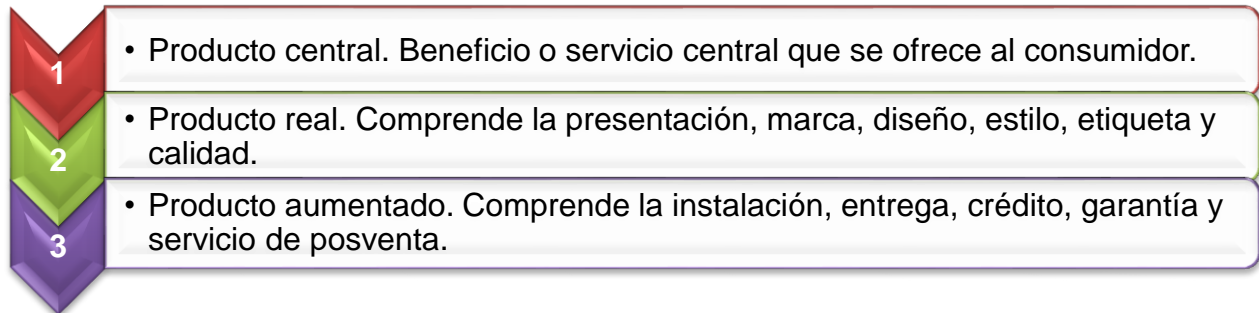 1
• Producto central. Beneficio o servicio central que se ofrece al consumidor.
2
• Producto real. Comprende la presentación, marca, diseño, estilo, etiqueta y
calidad.
3
• Producto aumentado. Comprende la instalación, entrega, crédito, garantía y
servicio de posventa.